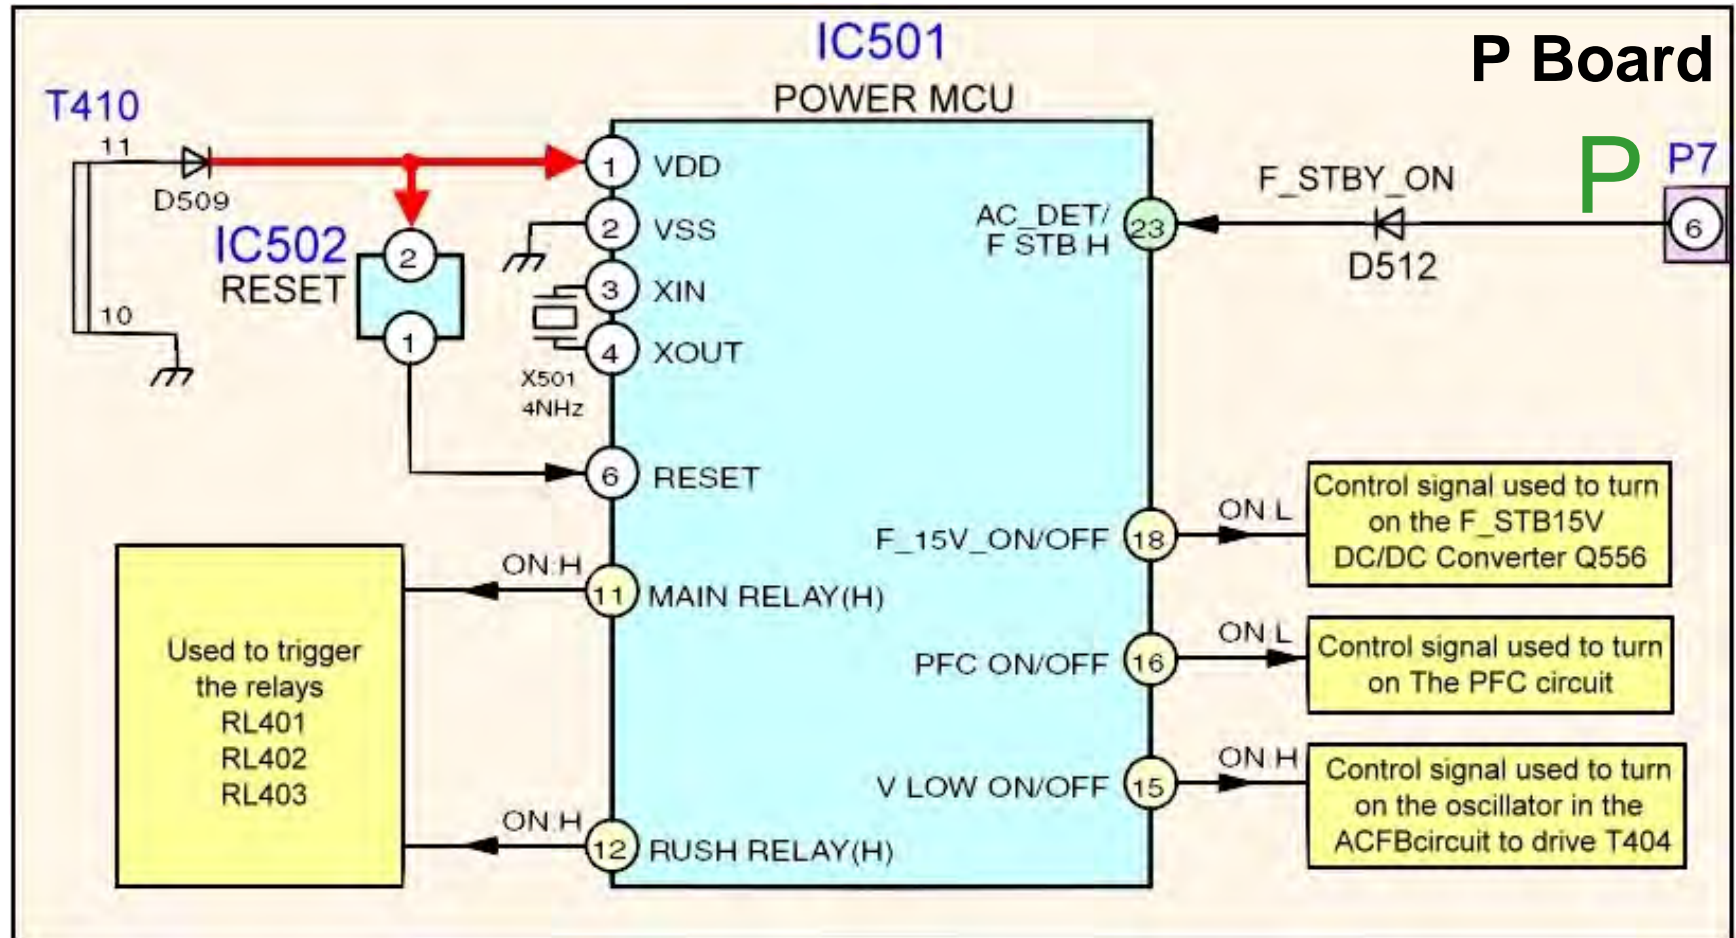 IC501
POWER MCU
P Board
T410
11
D509
10
IC502
RESET
2
1
1 VDD
2 VSS
3 XIN
4 XOUT
X501
4NHz
6 RESET
ON:H
11 MAIN RELAY(H)
ON:H
12 RUSH RELAY(H)
Used to trigger
the relays
RL401
RL402
RL403
P
P7
6
F_STBY_ON
D512
AC_DET/
F STB H
23
F_15V_ON/OFF 18
ON:L
Control signal used to turn
on the F_STB15V
DC/DC Converter Q556
PFC ON/OFF 16
ON:L
Control signal used to turn
on The PFC circuit
V LOW ON/OFF 15
ON:H
Control signal used to turn
on the oscillator in the
ACFBcircuit to drive T404